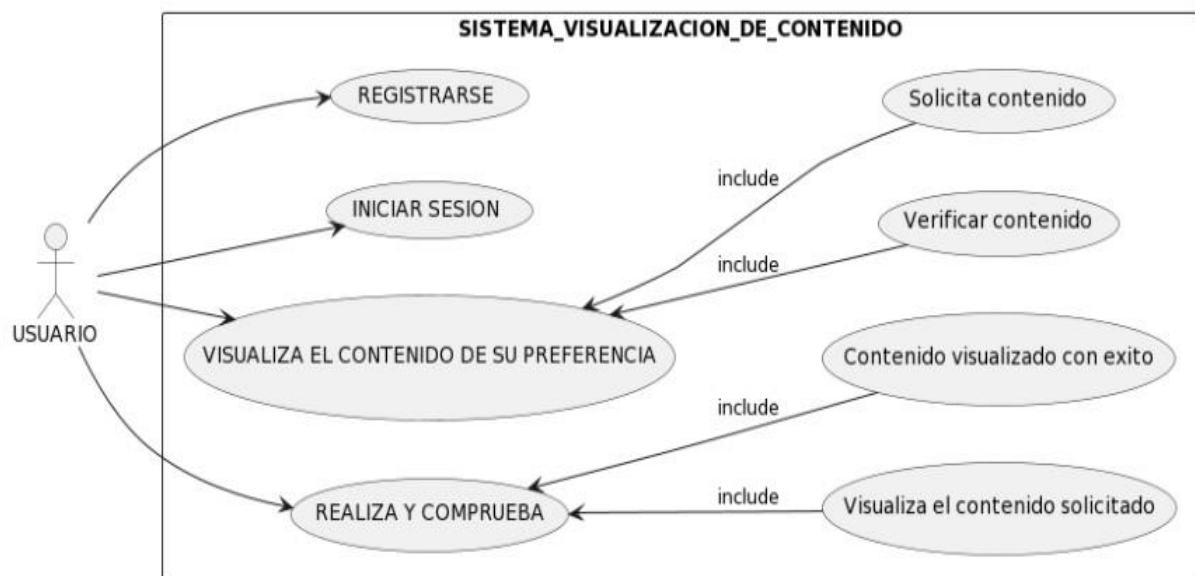 SISTEMA_VISUALIZACION_DE_CONTENIDO
REGISTRARSE
Solicita contenido
include
INICIAR SESION
Verificar contenido
include
USUARIO
VISUALIZA EL CONTENIDO DE SU PREFERENCIA
Contenido visualizado con exito
include
REALIZA Y COMPRUEBA
include
Visualiza el contenido solicitado